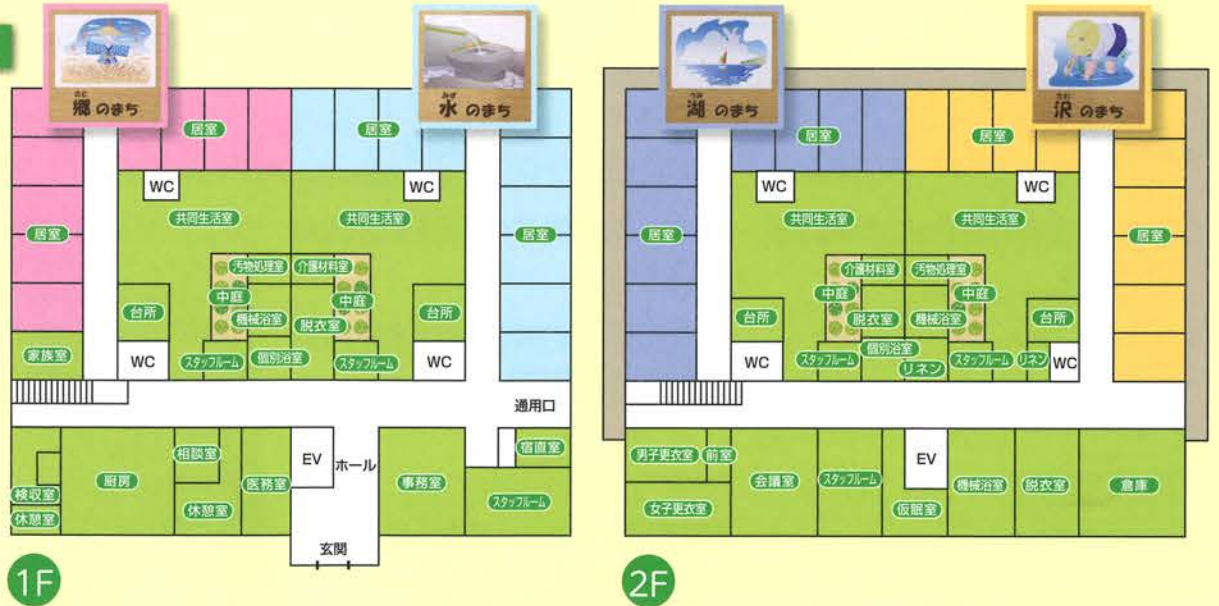 さと
郷 のまち
みず
水 のまち
居室
居室
WC
WC
共同生活室
共同生活室
居室
居室
汚物処理室
介護材料室
中庭
中庭
台所
機械浴室
脱衣室
台所
家族室
WC
スタッフルーム
個別浴室
スタッフルーム
WC
通用口
相談室
EV
ホール
宿直室
検収室
厨房
医務室
事務室
スタッフルーム
休憩室
休憩室
玄関
1F
うみ
湖 のまち
さわ
沢 のまち
居室
居室
WC
WC
共同生活室
共同生活室
居室
居室
介護材料室
汚物処理室
中庭
中庭
台所
脱衣室
機械浴室
台所
WC
スタッフルーム
個別浴室
リネン
スタッフルーム
リネン
WC
男子更衣室
前室
会議室
スタッフルーム
EV
機械浴室
脱衣室
倉庫
女子更衣室
仮眠室
2F